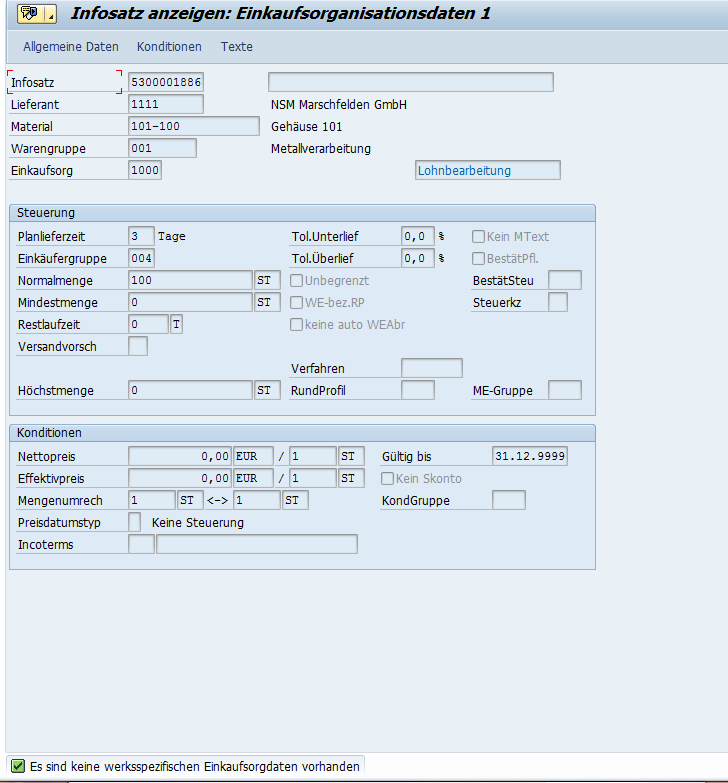 Infosatz anzeigen: Einkaufsorganisationsdaten 1
Allgemeine Daten Konditionen Texte
Infosatz 5300001886
Lieferant 1111 NSM Marschfelden GmbH
Material 101-100 Gehäuse 101
Warengruppe 001 Metallverarbeitung
Einkaufsorg 1000 Lohnbearbeitung
Steuerung
Planlieferzeit 3 Tage Tol.Unterlief 0,0 % Kein MText
Einkäufergruppe 004 Tol.Überlief 0,0 % BestätPfl.
Normalmenge 100 ST Unbegrenzt BestätSteu
Mindestmenge 0 ST WE-bez.RP Steuerkz
Restlaufzeit 0 T keine auto WEAbr
Versandvorsch
Verfahren
Höchstmenge 0 ST RundProfil ME-Gruppe
Konditionen
Nettopreis 0,00 EUR / 1 ST Gültig bis 31.12.9999
Effektivpreis 0,00 EUR / 1 ST Kein Skonto
Mengenumrech 1 ST <-> 1 ST KondGruppe
Preisdatumstyp Keine Steuerung
Incoterms
Es sind keine werksspezifischen Einkaufsorgdaten vorhanden